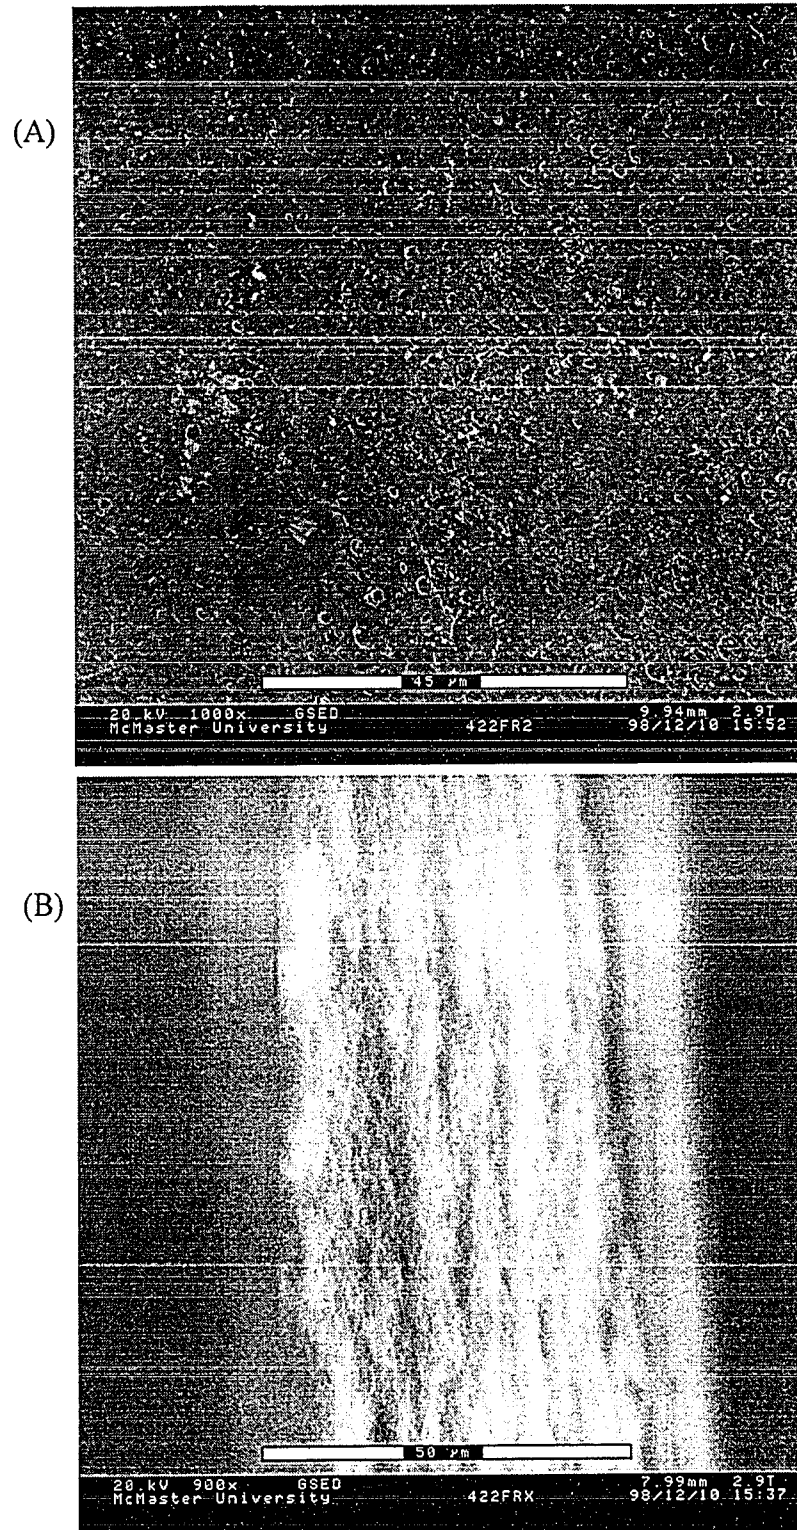 (A)
45 µm
20 kV 1000x GSED 9.94mm 2.9T
McMaster University 422FR2 98/12/10 15:52
(B)
50 µm
20 kV 900x GSED 7.99mm 2.9T
McMaster University 422FRX 98/12/10 15:37